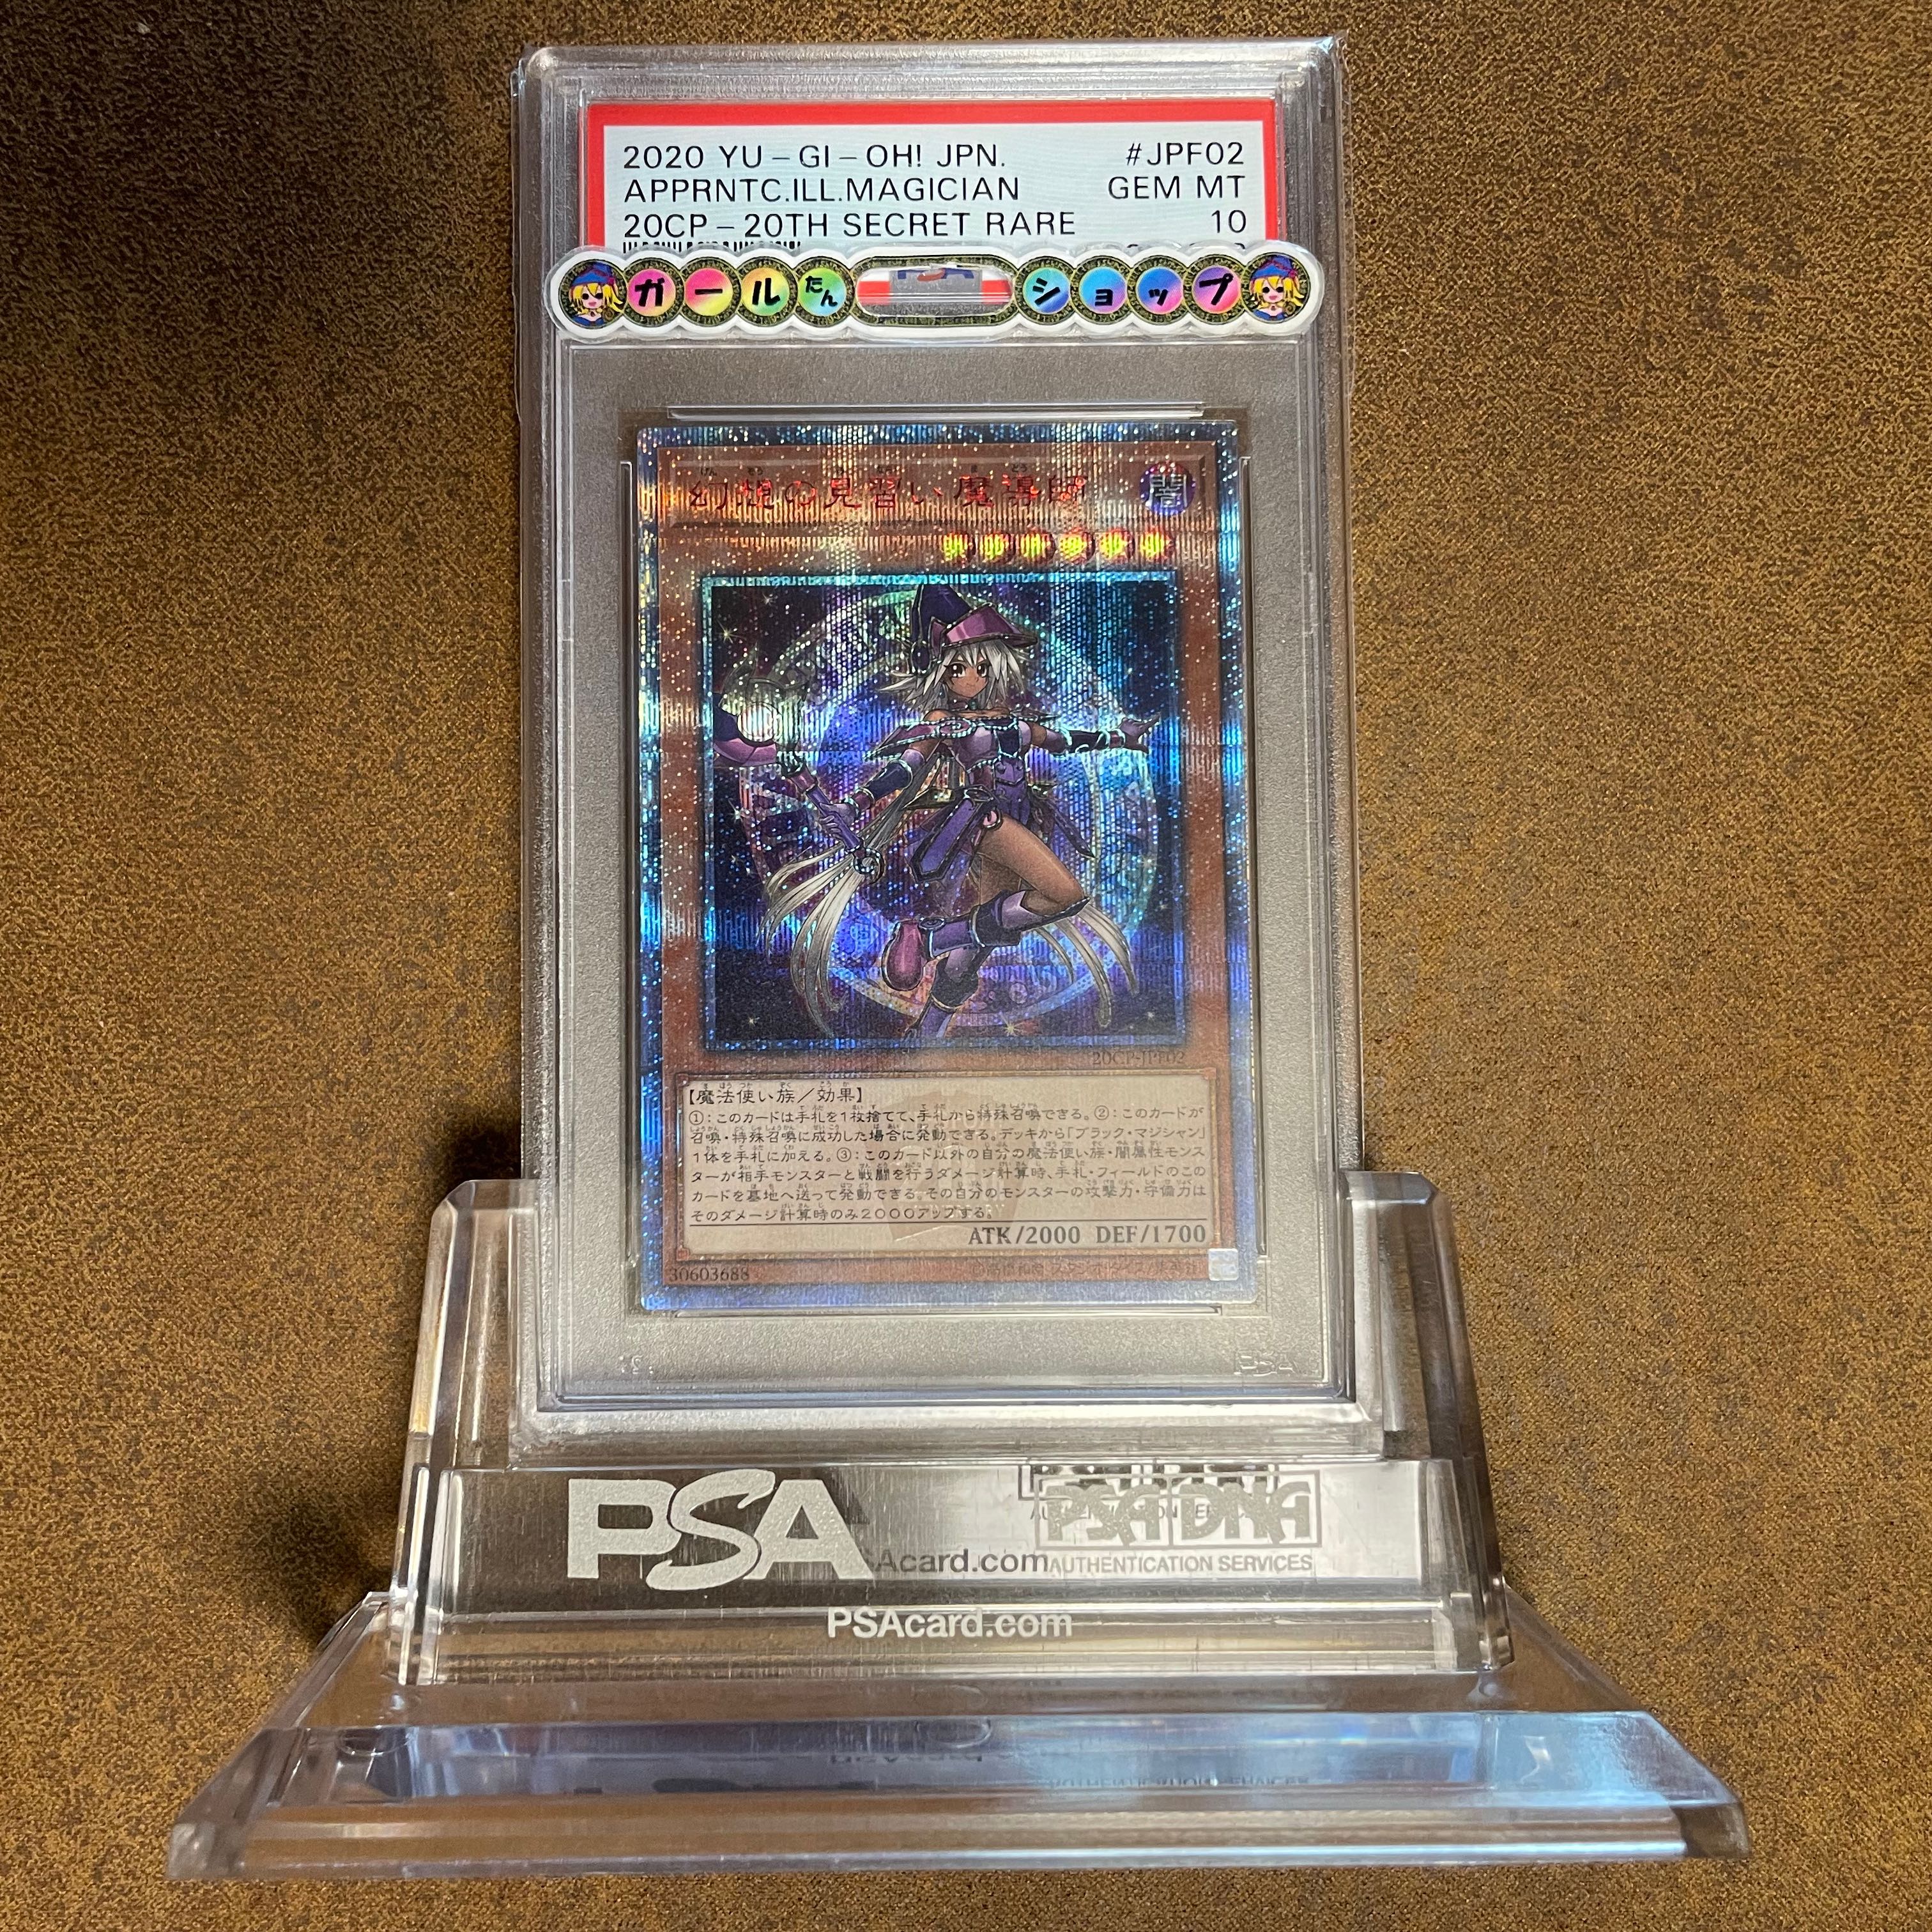 2020 YU-GI-OH! JPN. #JPF02
APPRNTC.ILL.MAGICIAN GEM MT
20CP-20TH SECRET RARE 10
ガールたん ショップ
幻想の見習い魔導師 闇
20CP-JPF02
【魔法使い族／効果】
①：このカードは手札を1枚捨てて、手札から特殊召喚できる。②：このカードが
召喚・特殊召喚に成功した場合に発動できる。デッキから「ブラック・マジシャン」
1体を手札に加える。③：このカード以外の自分の魔法使い族・闇属性モンス
ターが相手モンスターと戦闘を行うダメージ計算時、手札・フィールドのこの
カードを墓地へ送って発動できる。その自分のモンスターの攻撃力・守備力は
そのダメージ計算時のみ2000アップする。
ATK/2000 DEF/1700
30603688
PSA
PSA
PSA DNA
Acard.com AUTHENTICATION SERVICES
PSAcard.com